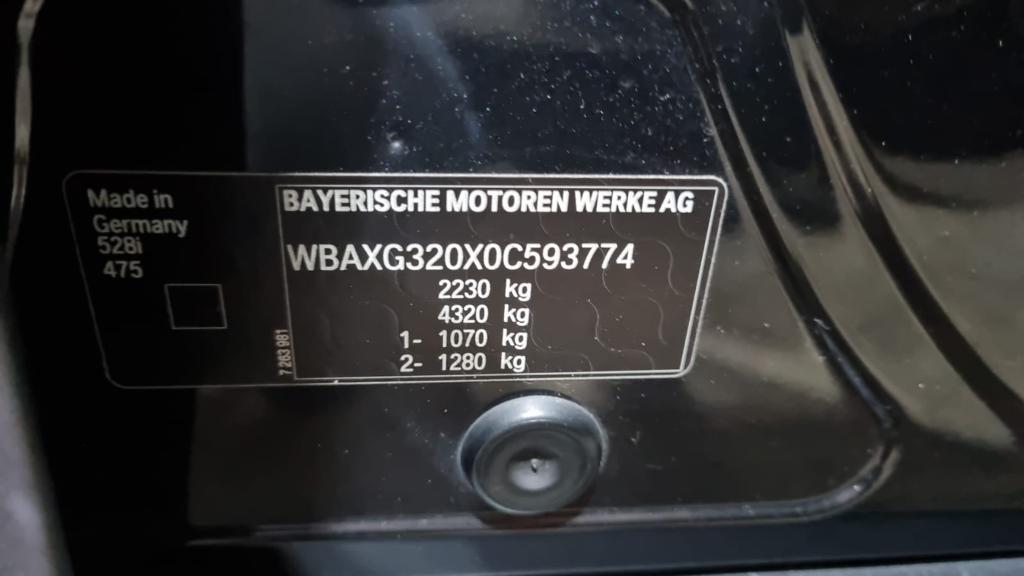 Made in
Germany
528i
475
7 283 981
BAYERISCHE MOTOREN WERKE AG
WBAXG320X0C593774
2230 kg
4320 kg
1- 1070 kg
2- 1280 kg